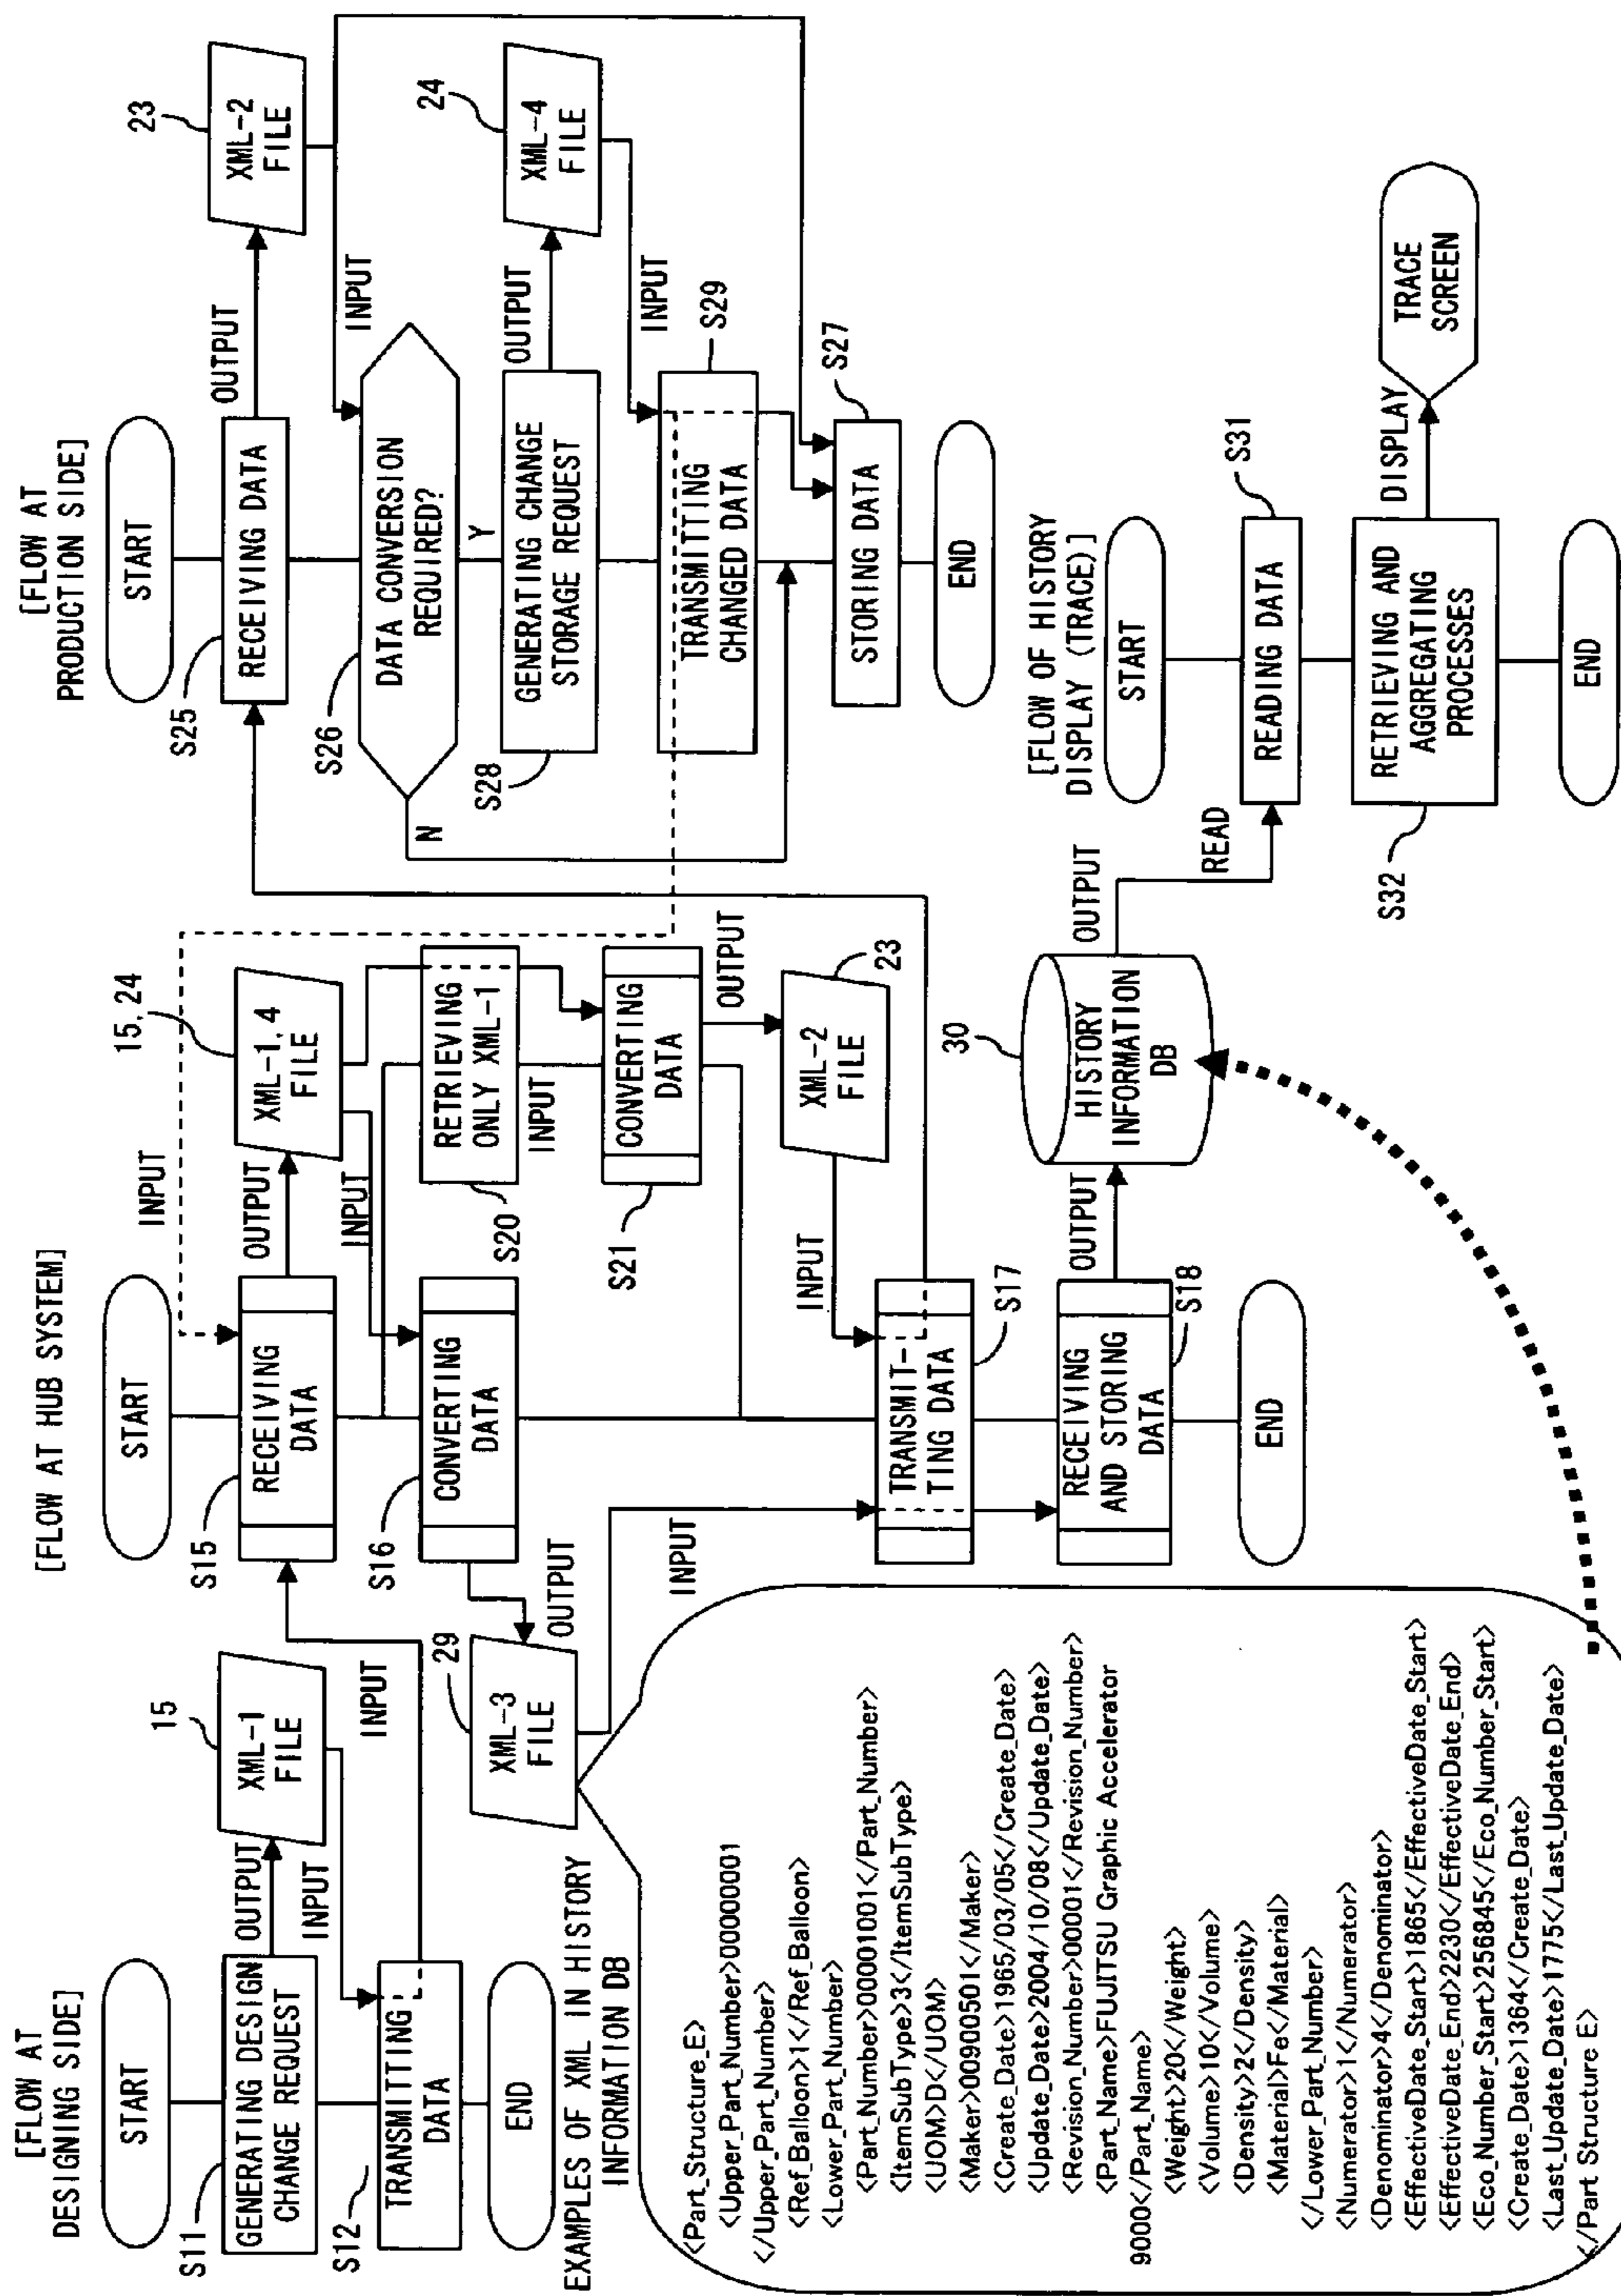 [FLOW AT
DESIGNING SIDE]
START
S11
GENERATING DESIGN
CHANGE REQUEST
OUTPUT
15
XML-1
FILE
INPUT
S12
TRANSMITTING
DATA
INPUT
END
[FLOW AT HUB SYSTEM]
START
INPUT
S15
RECEIVING
DATA
OUTPUT
15, 24
XML-1, 4
FILE
INPUT
S16
CONVERTING
DATA
S20
RETRIEVING
ONLY XML-1
INPUT
OUTPUT
29
XML-3
FILE
S21
CONVERTING
DATA
OUTPUT
23
XML-2
FILE
INPUT
INPUT
TRANSMIT-
TING DATA
S17
RECEIVING
AND STORING
DATA
S18
OUTPUT
30
HISTORY
INFORMATION
DB
END
[FLOW AT
PRODUCTION SIDE]
START
S25
RECEIVING DATA
OUTPUT
23
XML-2
FILE
INPUT
S26
DATA CONVERSION
REQUIRED?
N
Y
S28
GENERATING CHANGE
STORAGE REQUEST
OUTPUT
24
XML-4
FILE
INPUT
TRANSMITTING
CHANGED DATA
S29
STORING DATA
S27
END
[FLOW OF HISTORY
DISPLAY (TRACE)]
START
OUTPUT
READ
READING DATA
S31
S32
RETRIEVING AND
AGGREGATING
PROCESSES
DISPLAY
TRACE
SCREEN
END
EXAMPLES OF XML IN HISTORY
INFORMATION DB
<Part_Structure_E>
<Upper_Part_Number>00000001
</Upper_Part_Number>
<Ref_Balloon>1</Ref_Balloon>
<Lower_Part_Number>
<Part_Number>00001001</Part_Number>
<ItemSubType>3</ItemSubType>
<UOM>D</UOM>
<Maker>00900501</Maker>
<Create_Date>1965/03/05</Create_Date>
<Update_Date>2004/10/08</Update_Date>
<Revision_Number>00001</Revision_Number>
<Part_Name>FUJITSU Graphic Accelerator
9000</Part_Name>
<Weight>20</Weight>
<Volume>10</Volume>
<Density>2</Density>
<Material>Fe</Material>
</Lower_Part_Number>
<Numerator>1</Numerator>
<Denominator>4</Denominator>
<EffectiveDate_Start>1865</EffectiveDate_Start>
<EffectiveDate_End>2230</EffectiveDate_End>
<Eco_Number_Start>256845</Eco_Number_Start>
<Create_Date>1364</Create_Date>
<Last_Update_Date>1775</Last_Update_Date>
</Part Structure E>